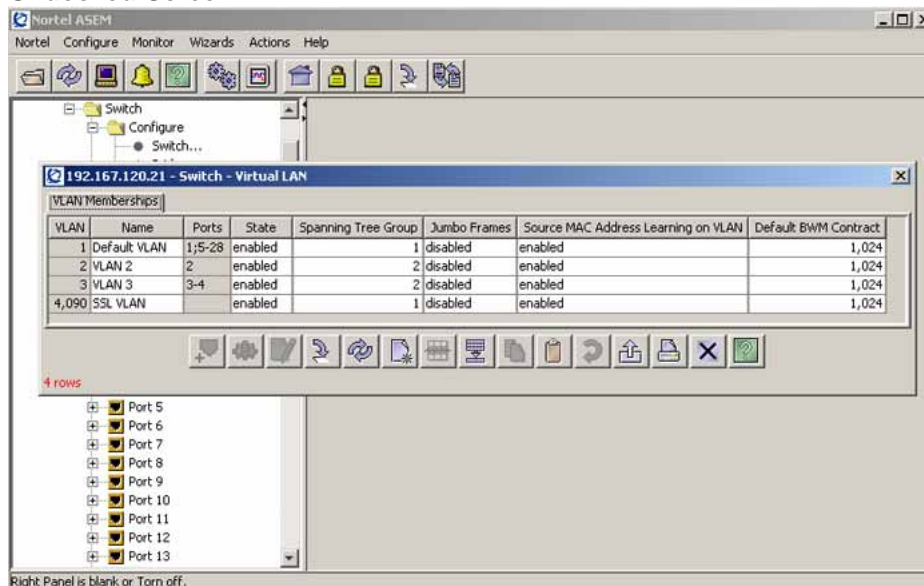 Nortel ASEM
Nortel Configure Monitor Wizards Actions Help
Switch
Configure
Switch...
192.167.120.21 - Switch - Virtual LAN
VLAN Memberships
VLAN Name Ports State Spanning Tree Group Jumbo Frames Source MAC Address Learning on VLAN Default BWM Contract
1 Default VLAN 1;5-28 enabled 1 disabled enabled 1,024
2 VLAN 2 2 enabled 2 disabled enabled 1,024
3 VLAN 3 3-4 enabled 2 disabled enabled 1,024
4,090 SSL VLAN enabled 1 disabled enabled 1,024
4 rows
Port 5
Port 6
Port 7
Port 8
Port 9
Port 10
Port 11
Port 12
Port 13
Right Panel is blank or Torn off.